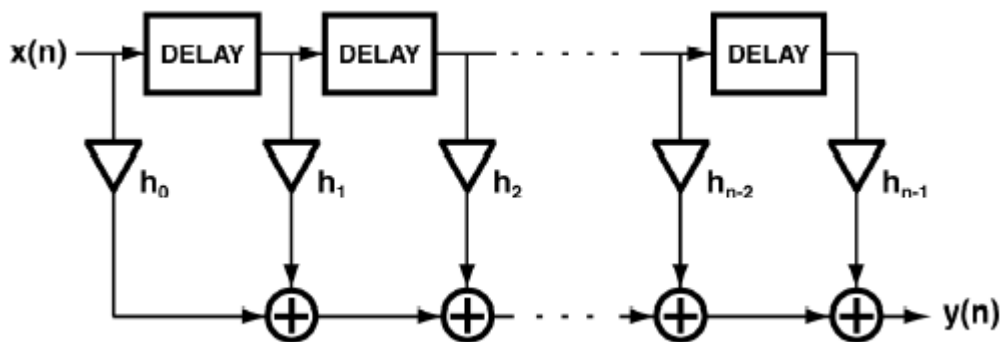 x(n) DELAY DELAY DELAY
h₀ h₁ h₂ hₙ₋₂ hₙ₋₁
y(n)